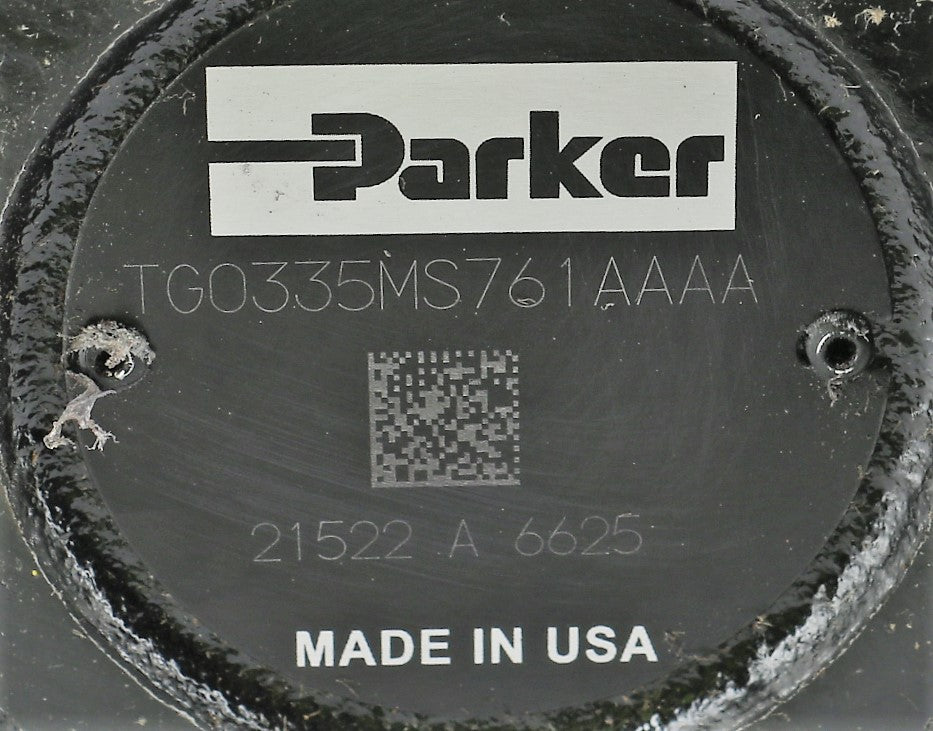 Parker
TG0335MS761AAAA
21522 A 6625
MADE IN USA